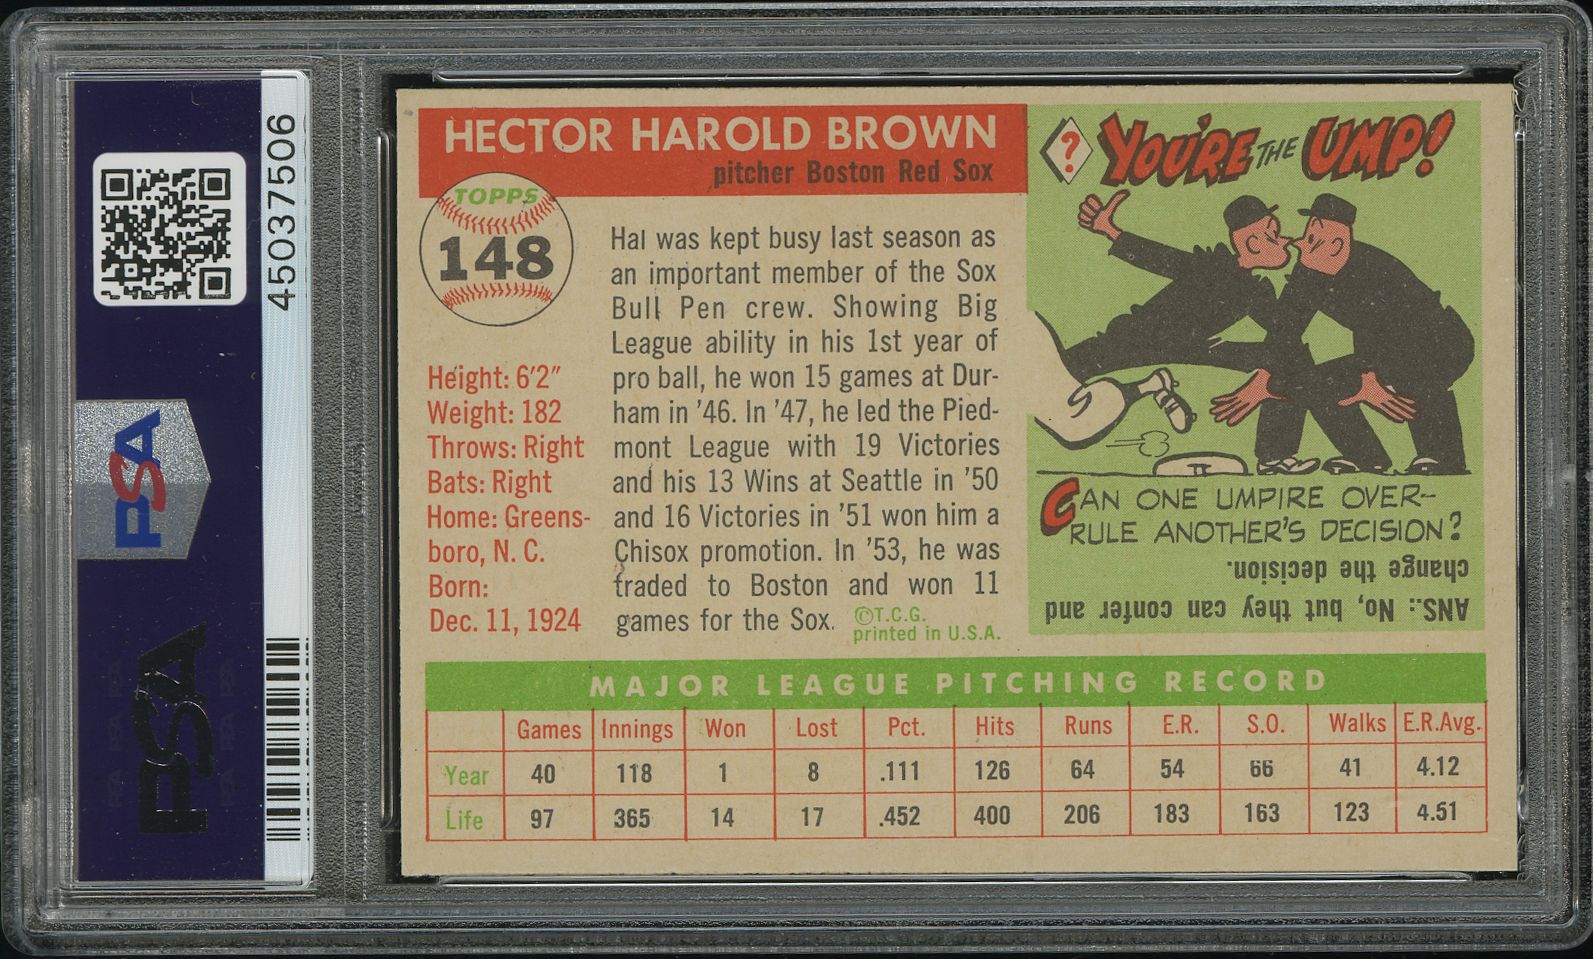 45037506
PSA
PSA
HECTOR HAROLD BROWN
pitcher Boston Red Sox
TOPPS
148
Height: 6'2"
Weight: 182
Throws: Right
Bats: Right
Home: Greens-
boro, N. C.
Born:
Dec. 11, 1924
Hal was kept busy last season as
an important member of the Sox
Bull Pen crew. Showing Big
League ability in his 1st year of
pro ball, he won 15 games at Dur-
ham in '46. In '47, he led the Pied-
mont League with 19 Victories
and his 13 Wins at Seattle in '50
and 16 Victories in '51 won him a
Chisox promotion. In '53, he was
traded to Boston and won 11
games for the Sox.
©T.C.G.
printed in U.S.A.
? YOU'RE THE UMP!
CAN ONE UMPIRE OVER-
RULE ANOTHER'S DECISION?
ANS.: No, but they can confer and
change the decision.
MAJOR LEAGUE PITCHING RECORD
Games Innings Won Lost Pct. Hits Runs E.R. S.O. Walks E.R.Avg.
Year 40 118 1 8 .111 126 64 54 66 41 4.12
Life 97 365 14 17 .452 400 206 183 163 123 4.51